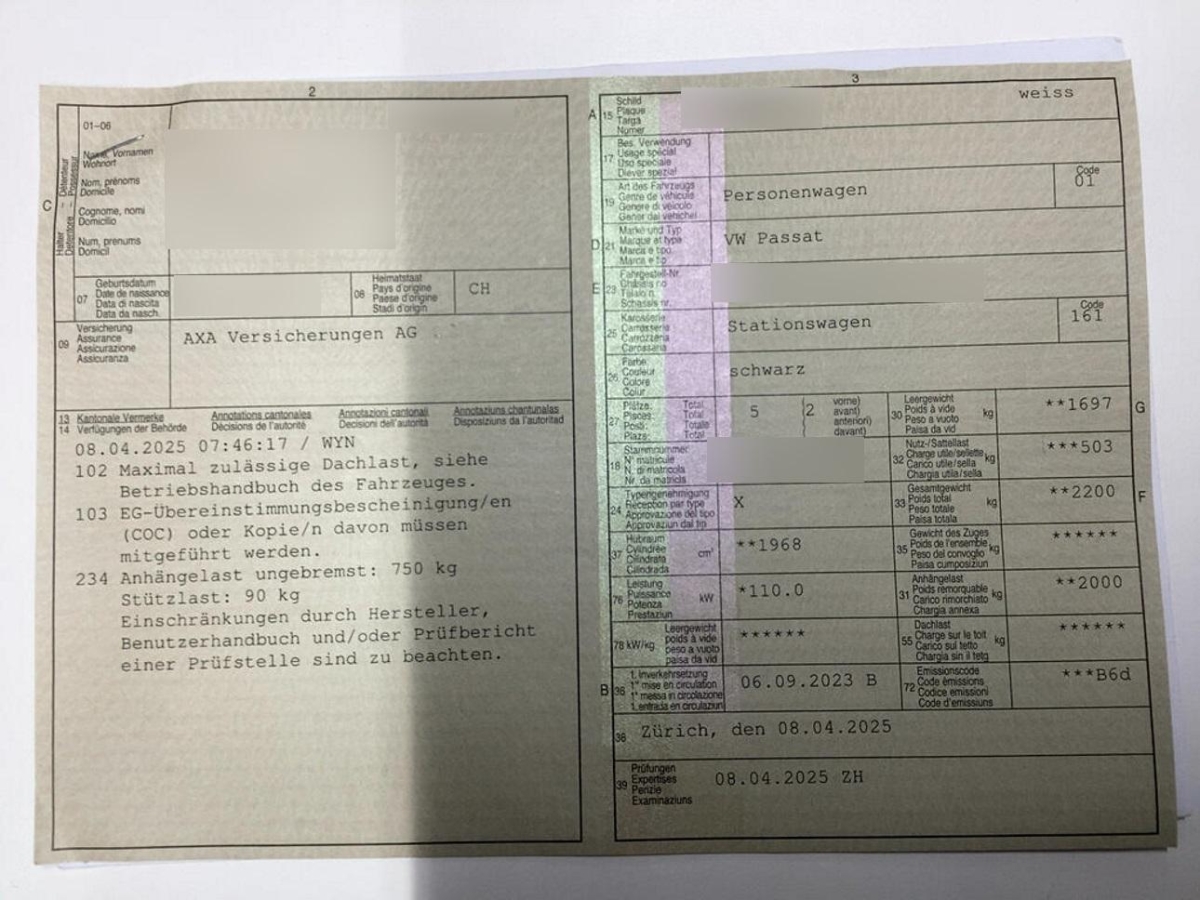 2
C
Halter - Détenteur
Detentore - Possessur
01-06
Name, Vornamen
Wohnort
Nom, prénoms
Domicile
Cognome, nomi
Domicilio
Num, prenums
Domicil
07
Geburtsdatum
Date de naissance
Data di nascita
Data da nasch.
08
Heimatstaat
Pays d'origine
Paese d'origine
Stadi d'origin
CH
09
Versicherung
Assurance
Assicurazione
Assicuranza
AXA Versicherungen AG
13 Kantonale Vermerke Annotations cantonales Annotazioni cantonali Annotaziuns chantunalas
14 Verfügungen der Behörde Décisions de l'autorité Decisioni dell'autorità Disposiziuns da l'autoritad
08.04.2025 07:46:17 / WYN
102 Maximal zulässige Dachlast, siehe
Betriebshandbuch des Fahrzeuges.
103 EG-Übereinstimmungsbescheinigung/en
(COC) oder Kopie/n davon müssen
mitgeführt werden.
234 Anhängelast ungebremst: 750 kg
Stützlast: 90 kg
Einschränkungen durch Hersteller,
Benutzerhandbuch und/oder Prüfbericht
einer Prüfstelle sind zu beachten.
3
A 15
Schild
Plaque
Targa
Numer
weiss
17
Bes. Verwendung
Usage spécial
Uso speciale
Diever spezial
19
Art des Fahrzeugs
Genre de véhicule
Genere di veicolo
Gener dal vehichel
Personenwagen
Code
01
D 21
Marke und Typ
Marque et type
Marca e tipo
Marca e tip
VW Passat
E 23
Fahrgestell-Nr.
Châssis no
Telaio n.
Schassis nr.
25
Karosserie
Carrosserie
Carrozzeria
Carossaria
Stationswagen
Code
161
26
Farbe
Couleur
Colore
Colur
schwarz
27
Plätze: Total
Places: Total
Posti: Totale
Plazs: Total
5
(2
vorne)
avant)
anteriori)
davant)
30
Leergewicht
Poids à vide
Peso a vuoto
Paisa da vid
kg
**1697
G
18
Stammnummer
N° matricule
N. di matricola
Nr. da matricla
32
Nutz-/Sattellast
Charge utile/sellette
Carico utile/sella
Chargia utila/sella
kg
***503
24
Typengenehmigung
Réception par type
Approvazione del tipo
Approvaziun dal tip
X
33
Gesamtgewicht
Poids total
Peso totale
Paisa totala
kg
**2200
F
37
Hubraum
Cylindrée
Cilindrata
Cilindrada
cm³
**1968
35
Gewicht des Zuges
Poids de l'ensemble
Peso del convoglio
Paisa cumposiziun
kg
******
76
Leistung
Puissance
Potenza
Prestaziun
kW
*110.0
31
Anhängelast
Poids remorquable
Carico rimorchiato
Chargia annexa
kg
**2000
78 kW/kg
Leergewicht
poids à vide
peso a vuoto
paisa da vid
******
55
Dachlast
Charge sur le toit
Carico sul tetto
Chargia sin il tetg
kg
******
B 36
1. Inverkehrsetzung
1re mise en circulation
1a messa in circolazione
1. entrada en circulaziun
06.09.2023 B
72
Emissionscode
Code émissions
Codice emissioni
Code d'emissiuns
***B6d
38
Zürich, den 08.04.2025
39
Prüfungen
Expertises
Perizie
Examinaziuns
08.04.2025 ZH